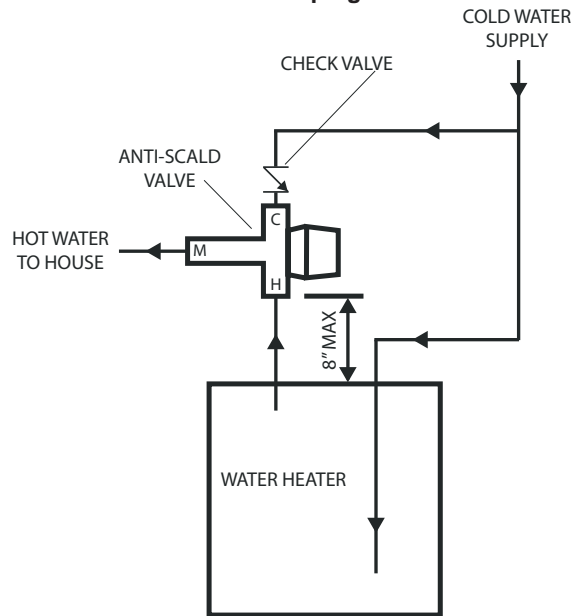 COLD WATER
SUPPLY
CHECK VALVE
ANTI-SCALD
VALVE
C
HOT WATER
TO HOUSE
M
H
8" MAX
WATER HEATER